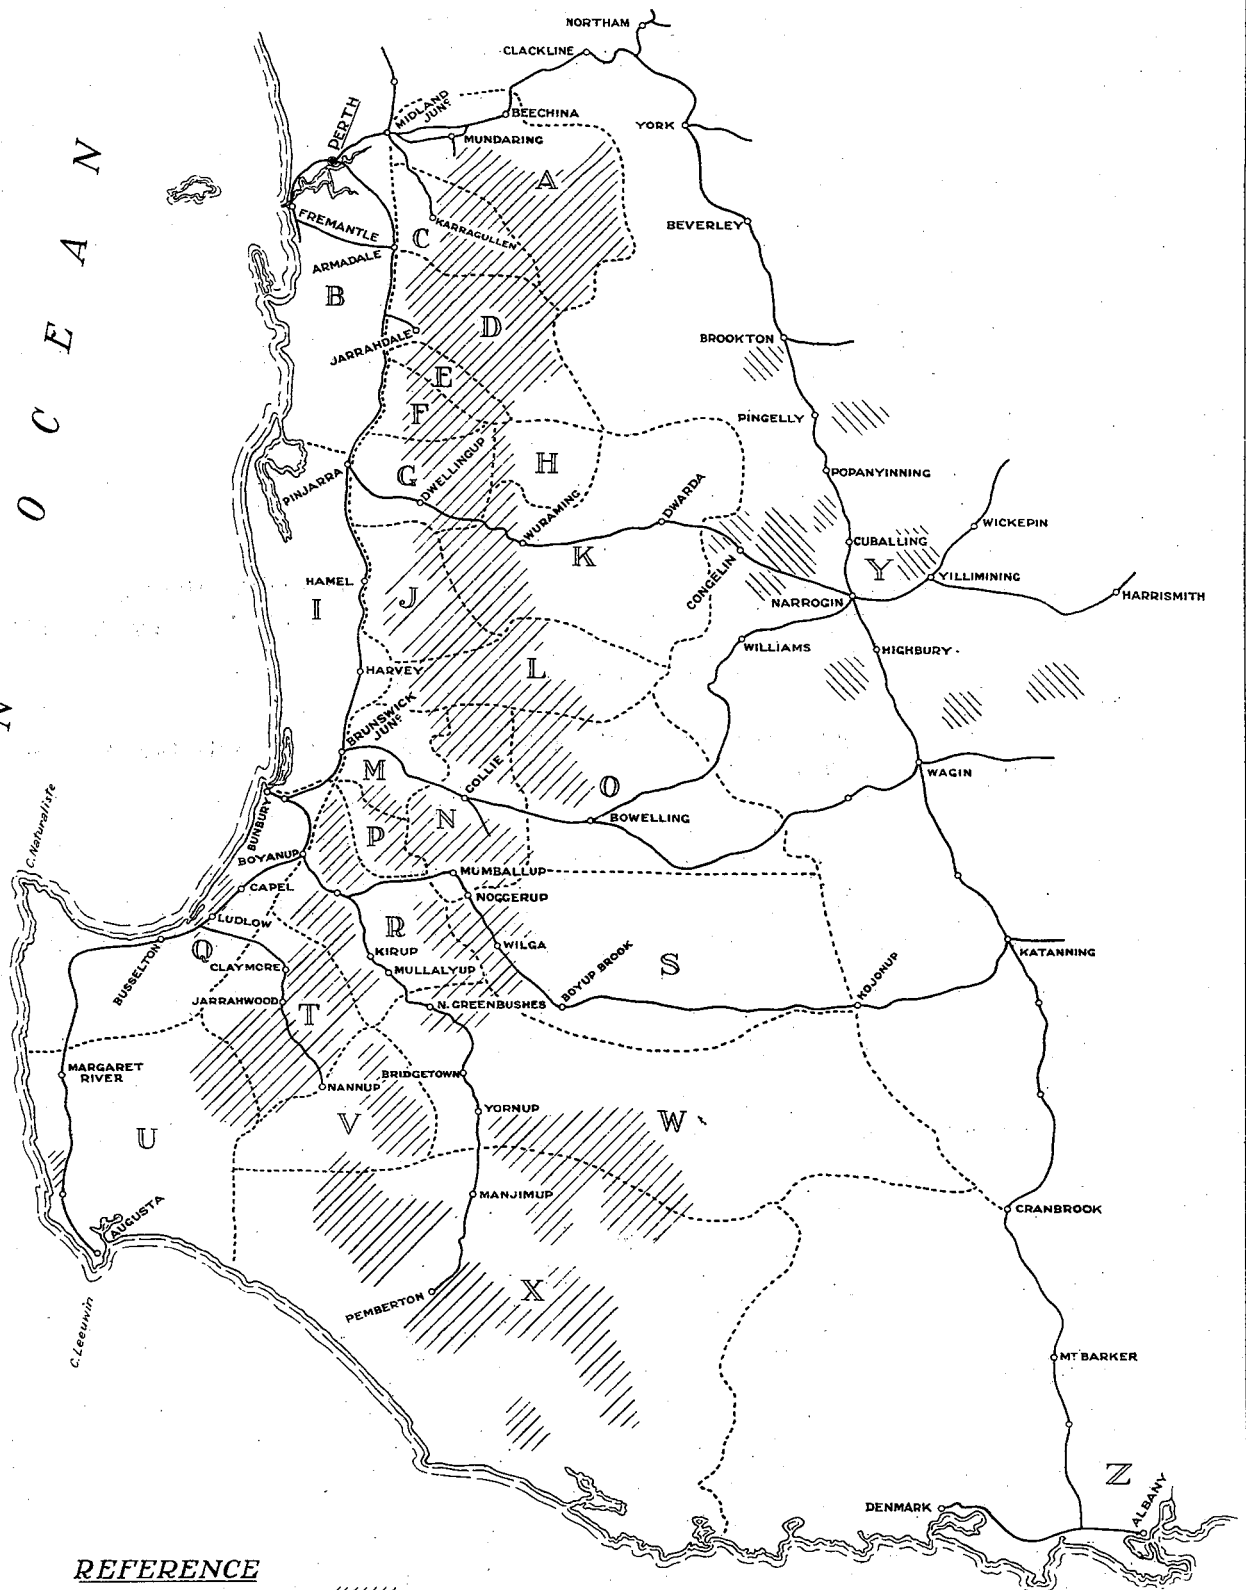 NORTHAM
CLACKLINE
MIDLAND
JUNC
BEECHINA
PERTH
MUNDARING
YORK
A
N OCEAN
FREMANTLE
C
KARRAGULLEN
BEVERLEY
ARMADALE
B
D
JARRAHDALE
BROOKTON
E
F
PINGELLY
G
DWELLINGUP
H
PINJARRA
POPANYINNING
WURAMING
DWARDA
WICKEPIN
K
CONGELIN
CUBALLING
Y
YILLIMINING
HAMEL
I
J
NARROGIN
HARRISMITH
WILLIAMS
HIGHBURY
HARVEY
L
BRUNSWICK
JUNC
M
COLLIE
O
WAGIN
C. Naturaliste
BUNBURY
N
BOWELLING
P
BOYANUP
MUMBALLUP
CAPEL
NOGGERUP
LUDLOW
R
Q
KIRUP
WILGA
BUSSELTON
CLAYMORE
MULLALYUP
BOYUP BROOK
S
KOJONUP
KATANNING
JARRAHWOOD
T
N. GREENBUSHES
MARGARET
RIVER
NANNUP
BRIDGETOWN
U
V
YORNUP
W
MANJIMUP
AUGUSTA
CRANBROOK
PEMBERTON
X
C. Leeuwin
MT BARKER
Z
DENMARK
ALBANY
REFERENCE